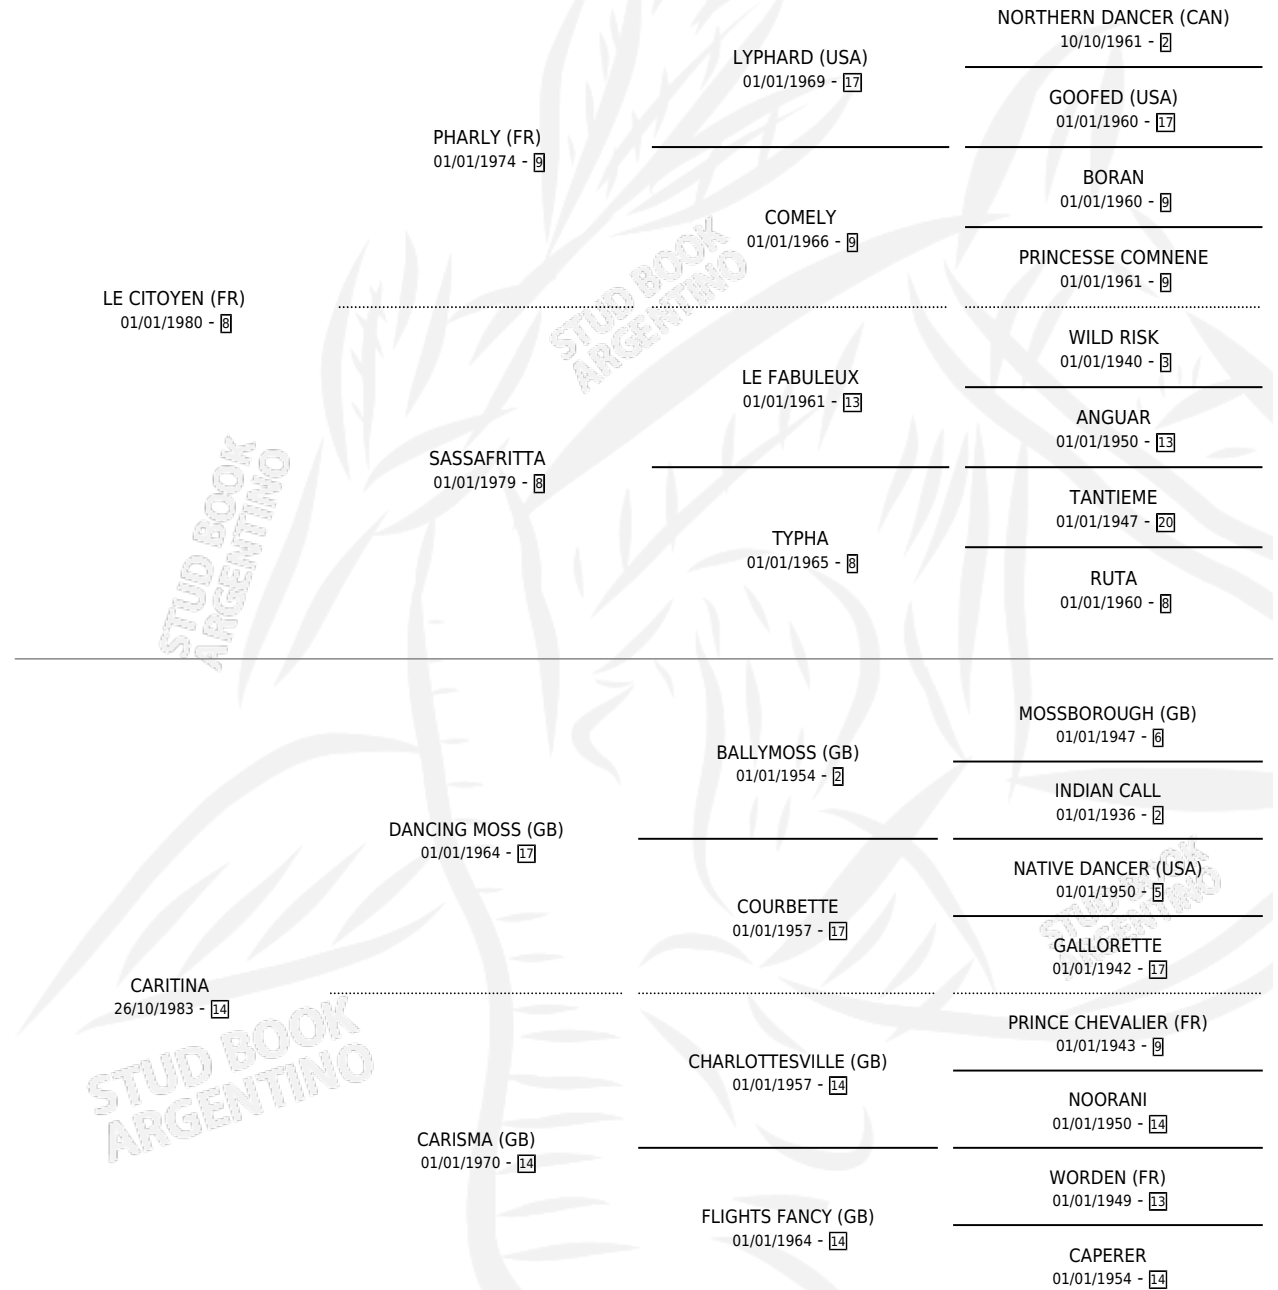 NORTHERN DANCER (CAN)
10/10/1961 - 2
LYPHARD (USA)
01/01/1969 - 17
GOOFED (USA)
01/01/1960 - 17
PHARLY (FR)
01/01/1974 - 9
BORAN
01/01/1960 - 9
COMELY
01/01/1966 - 9
PRINCESSE COMNENE
01/01/1961 - 9
LE CITOYEN (FR)
01/01/1980 - 8
WILD RISK
01/01/1940 - 3
LE FABULEUX
01/01/1961 - 13
ANGUAR
01/01/1950 - 13
SASSAFRITTA
01/01/1979 - 8
TANTIEME
01/01/1947 - 20
TYPHA
01/01/1965 - 8
RUTA
01/01/1960 - 8
MOSSBOROUGH (GB)
01/01/1947 - 6
BALLYMOSS (GB)
01/01/1954 - 2
INDIAN CALL
01/01/1936 - 2
DANCING MOSS (GB)
01/01/1964 - 17
NATIVE DANCER (USA)
01/01/1950 - 5
COURBETTE
01/01/1957 - 17
GALLORETTE
01/01/1942 - 17
CARITINA
26/10/1983 - 14
PRINCE CHEVALIER (FR)
01/01/1943 - 9
CHARLOTTESVILLE (GB)
01/01/1957 - 14
NOORANI
01/01/1950 - 14
CARISMA (GB)
01/01/1970 - 14
WORDEN (FR)
01/01/1949 - 13
FLIGHTS FANCY (GB)
01/01/1964 - 14
CAPERER
01/01/1954 - 14
STUD BOOK
ARGENTINO
STUD BOOK
ARGENTINO
STUD BOOK
ARGENTINO
STUD BOOK
ARGENTINO